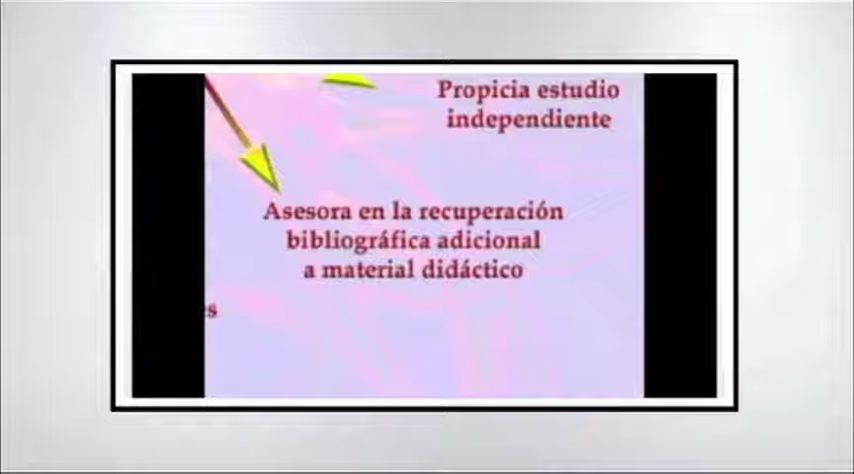 Propicia estudio
independiente
Asesora en la recuperación
bibliográfica adicional
a material didáctico